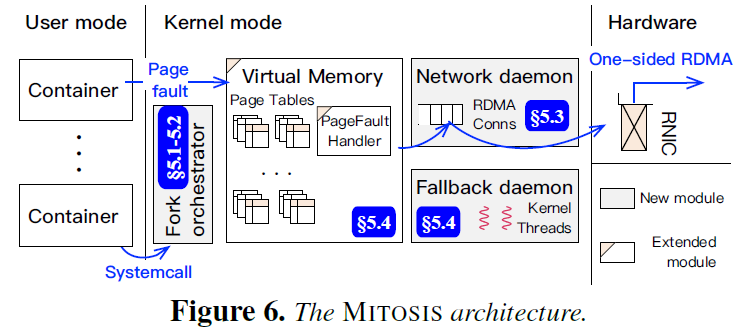 User mode
Kernel mode
Hardware
Container
Page
fault
Virtual Memory
Page Tables
PageFault
Handler
. . .
§5.4
Network daemon
RDMA
Conns
§5.3
One-sided RDMA
RNIC
Container
Fork
orchestrator
§5.1-5.2
Systemcall
Fallback daemon
§5.4
Kernel
Threads
New module
Extended
module
Figure 6. The MITOSIS architecture.